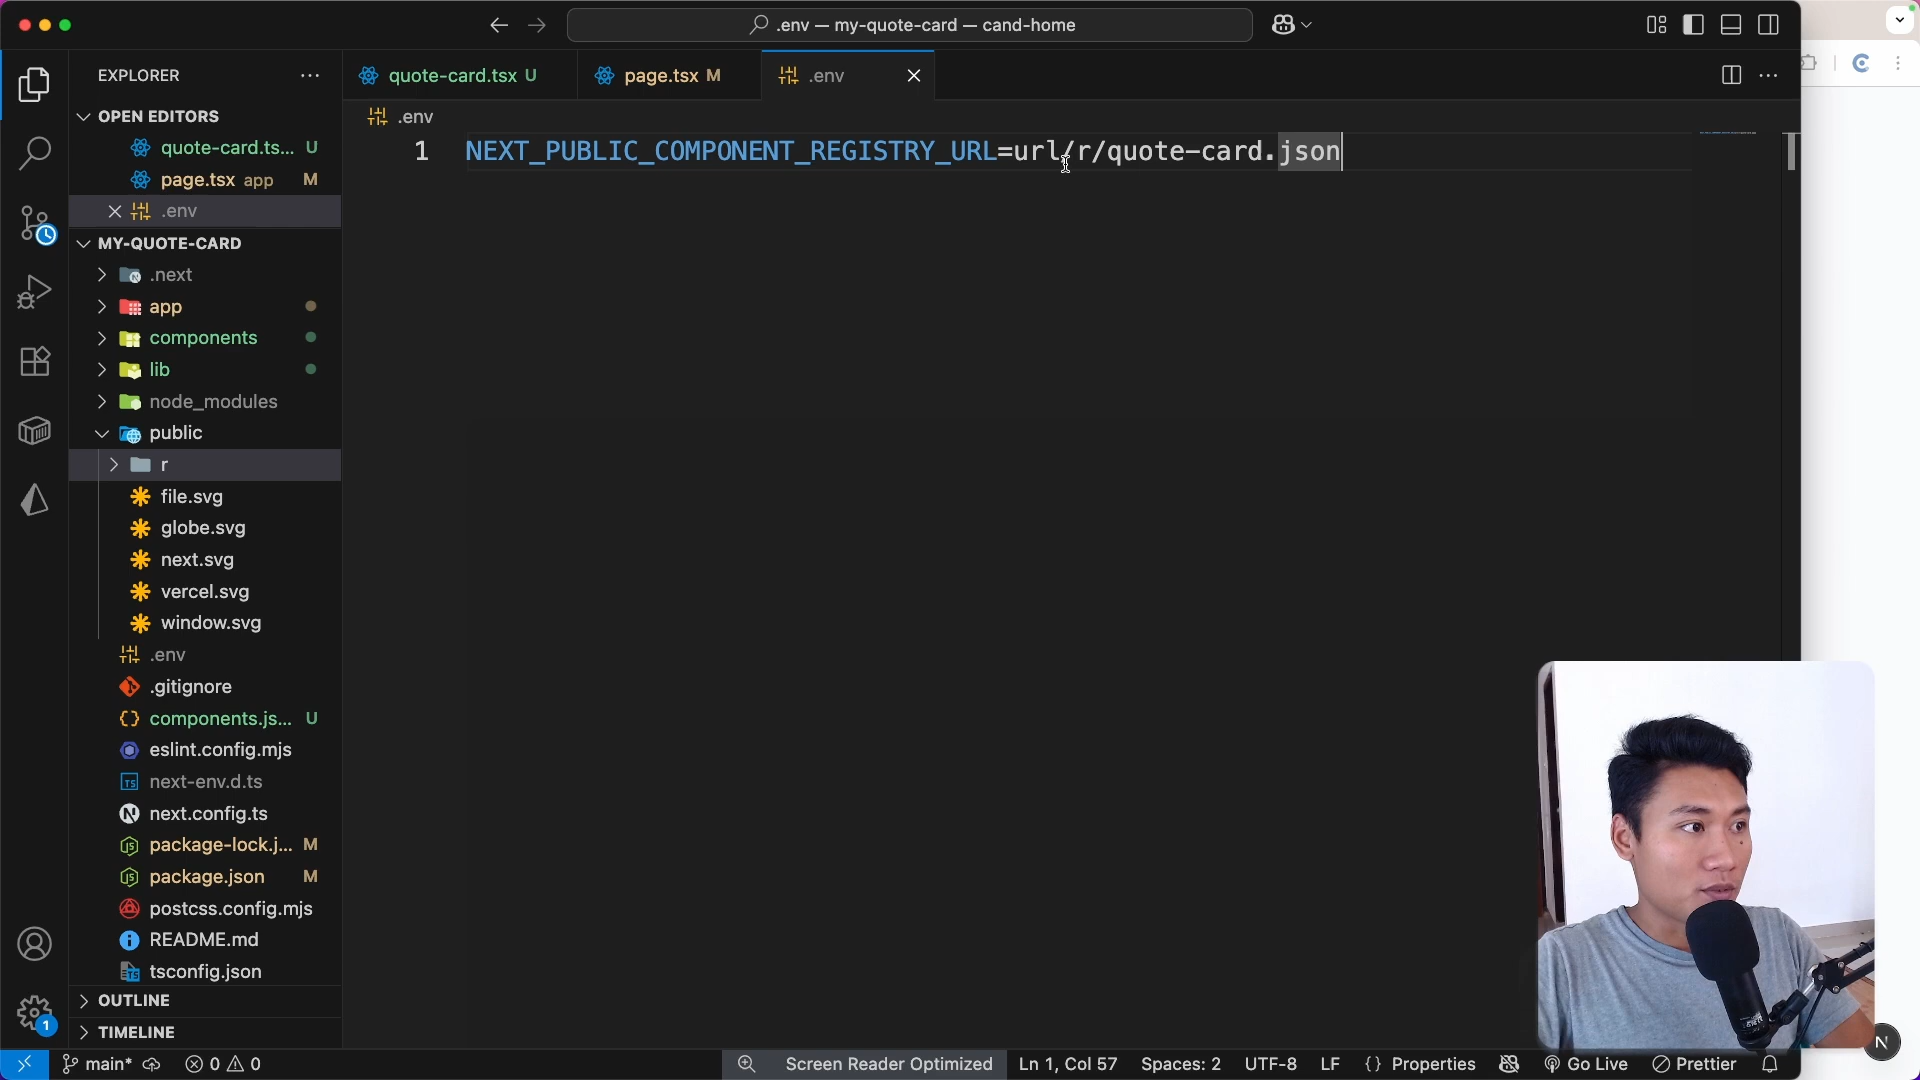 .env — my-quote-card — cand-home
EXPLORER
quote-card.tsx U
page.tsx M
.env
OPEN EDITORS
quote-card.ts... U
page.tsx app M
.env
MY-QUOTE-CARD
.next
app
components
lib
node_modules
public
r
file.svg
globe.svg
next.svg
vercel.svg
window.svg
.env
.gitignore
components.js... U
eslint.config.mjs
next-env.d.ts
next.config.ts
package-lock.j... M
package.json M
postcss.config.mjs
README.md
tsconfig.json
OUTLINE
TIMELINE
.env
1 NEXT_PUBLIC_COMPONENT_REGISTRY_URL=url/r/quote-card.json
1
N
main* 0 0 Screen Reader Optimized Ln 1, Col 57 Spaces: 2 UTF-8 LF {} Properties Go Live Prettier